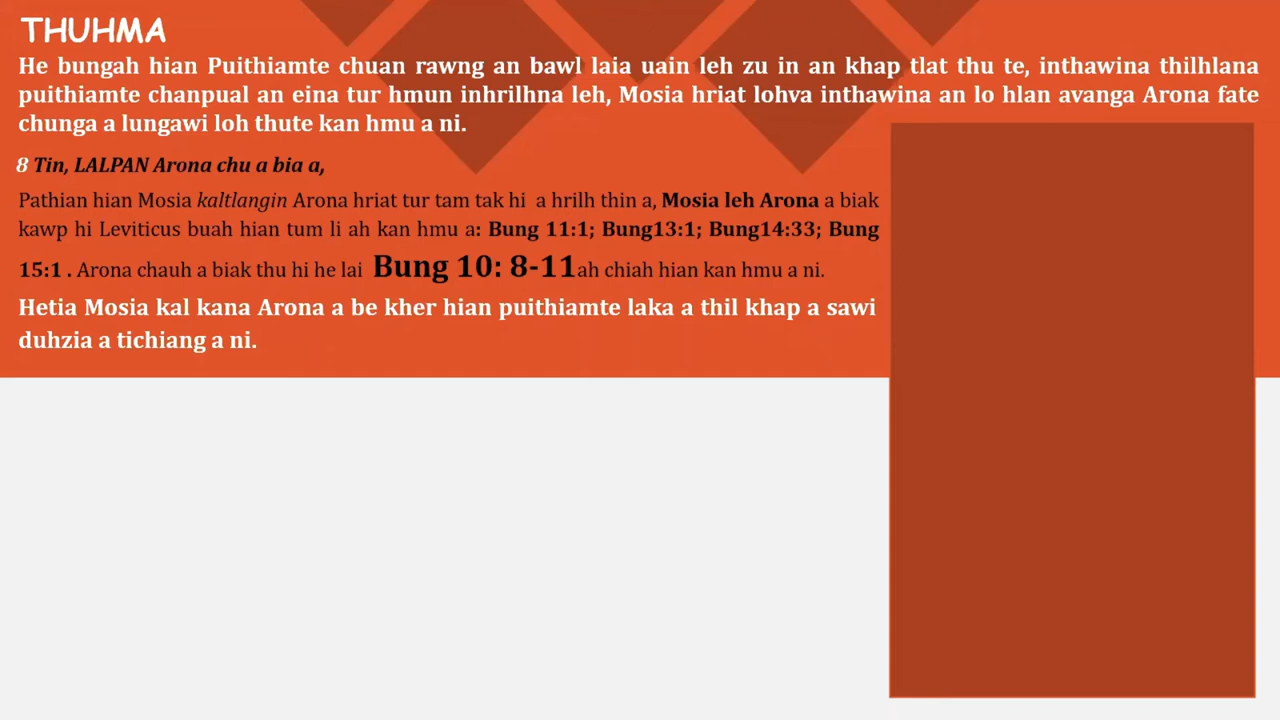 THUHMA
He bungah hian Puithiamte chuan rawng an bawl laia uain leh zu in an khap tlat thu te, inthawina thilhlana
puithiamte chanpual an eina tur hmun inhrilhna leh, Mosia hriat lohva inthawina an lo hlan avanga Arona fate
chunga a lungawi loh thute kan hmu a ni.
8 Tin, LALPAN Arona chu a bia a,
Pathian hian Mosia kaltlangin Arona hriat tur tam tak hi a hrilh thin a, Mosia leh Arona a biak
kawp hi Leviticus buah hian tum li ah kan hmu a: Bung 11:1; Bung13:1; Bung14:33; Bung
15:1 . Arona chauh a biak thu hi he lai Bung 10: 8-11ah chiah hian kan hmu a ni.
Hetia Mosia kal kana Arona a be kher hian puithiamte laka a thil khap a sawi
duhzia a tichiang a ni.